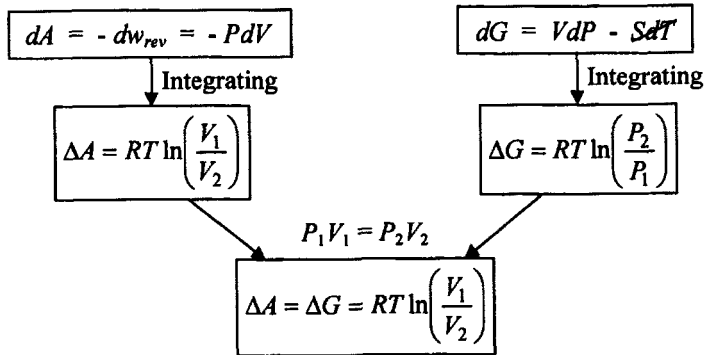 dA = - dw_rev = - PdV
dG = VdP - SdT
Integrating
Integrating
ΔA = RT ln(V₁/V₂)
ΔG = RT ln(P₂/P₁)
P₁V₁ = P₂V₂
ΔA = ΔG = RT ln(V₁/V₂)